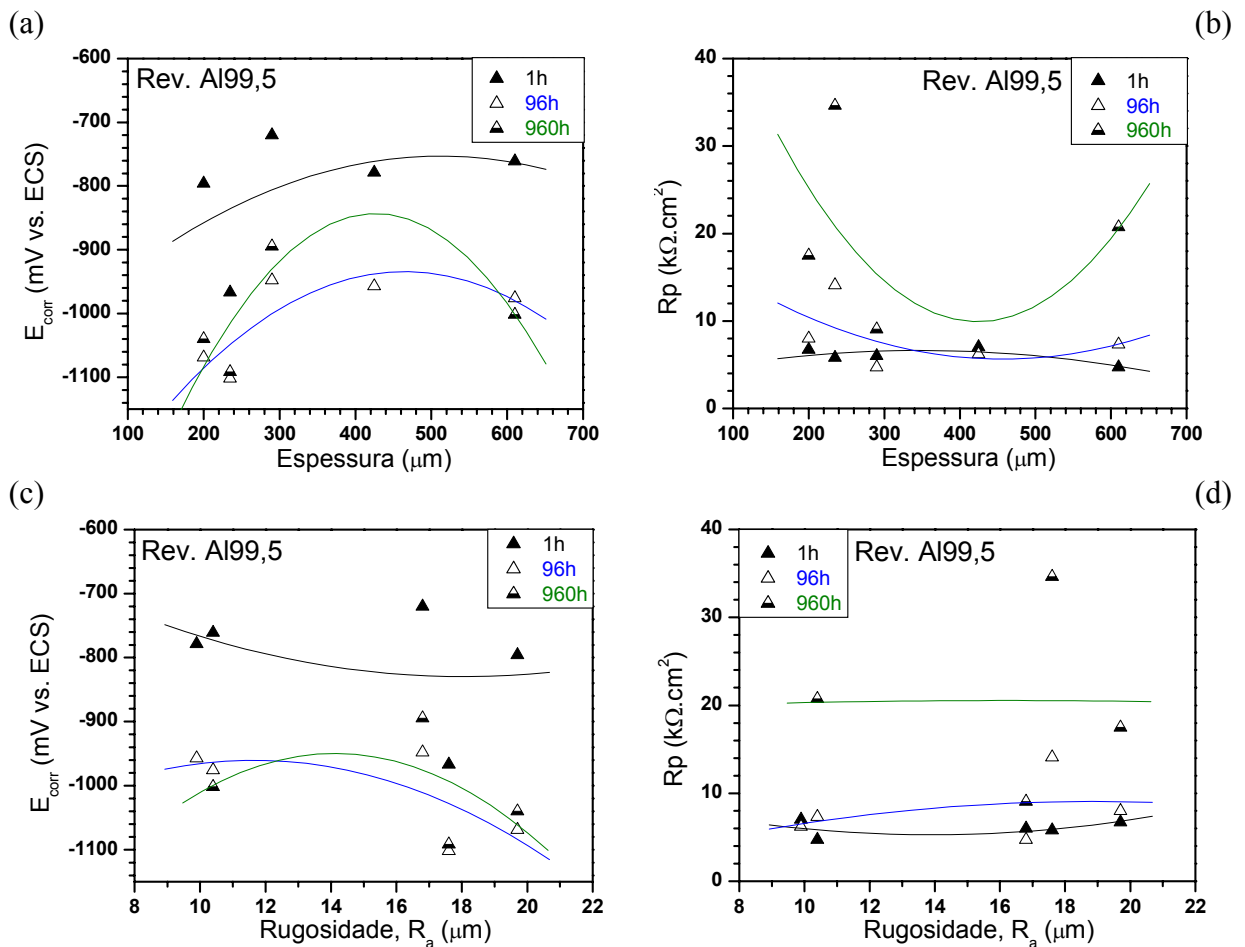 (a)
Rev. Al99,5
1h
96h
960h
-600
-700
-800
-900
-1000
-1100
E_corr (mV vs. ECS)
100 200 300 400 500 600 700
Espessura (μm)
(b)
Rev. Al99,5
1h
96h
960h
40
30
20
10
0
Rp (kΩ.cm²)
100 200 300 400 500 600 700
Espessura (μm)
(c)
Rev. Al99,5
1h
96h
960h
-600
-700
-800
-900
-1000
-1100
E_corr (mV vs. ECS)
8 10 12 14 16 18 20 22
Rugosidade, R_a (μm)
(d)
1h
96h
960h
Rev. Al99,5
40
30
20
10
0
Rp (kΩ.cm²)
8 10 12 14 16 18 20 22
Rugosidade, R_a (μm)